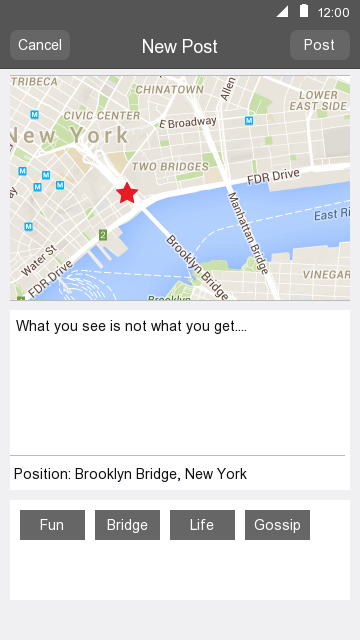 12:00
Cancel
New Post
Post
TRIBECA
CHINATOWN
Allen
LOWER
EAST SIDE
CIVIC CENTER
E Broadway
New York
TWO BRIDGES
FDR Drive
Manhattan Bridge
East Ri
2
Water St
FDR Drive
Brooklyn Bridge
VINEGAR
Brooklyn
What you see is not what you get....
Position: Brooklyn Bridge, New York
Fun
Bridge
Life
Gossip